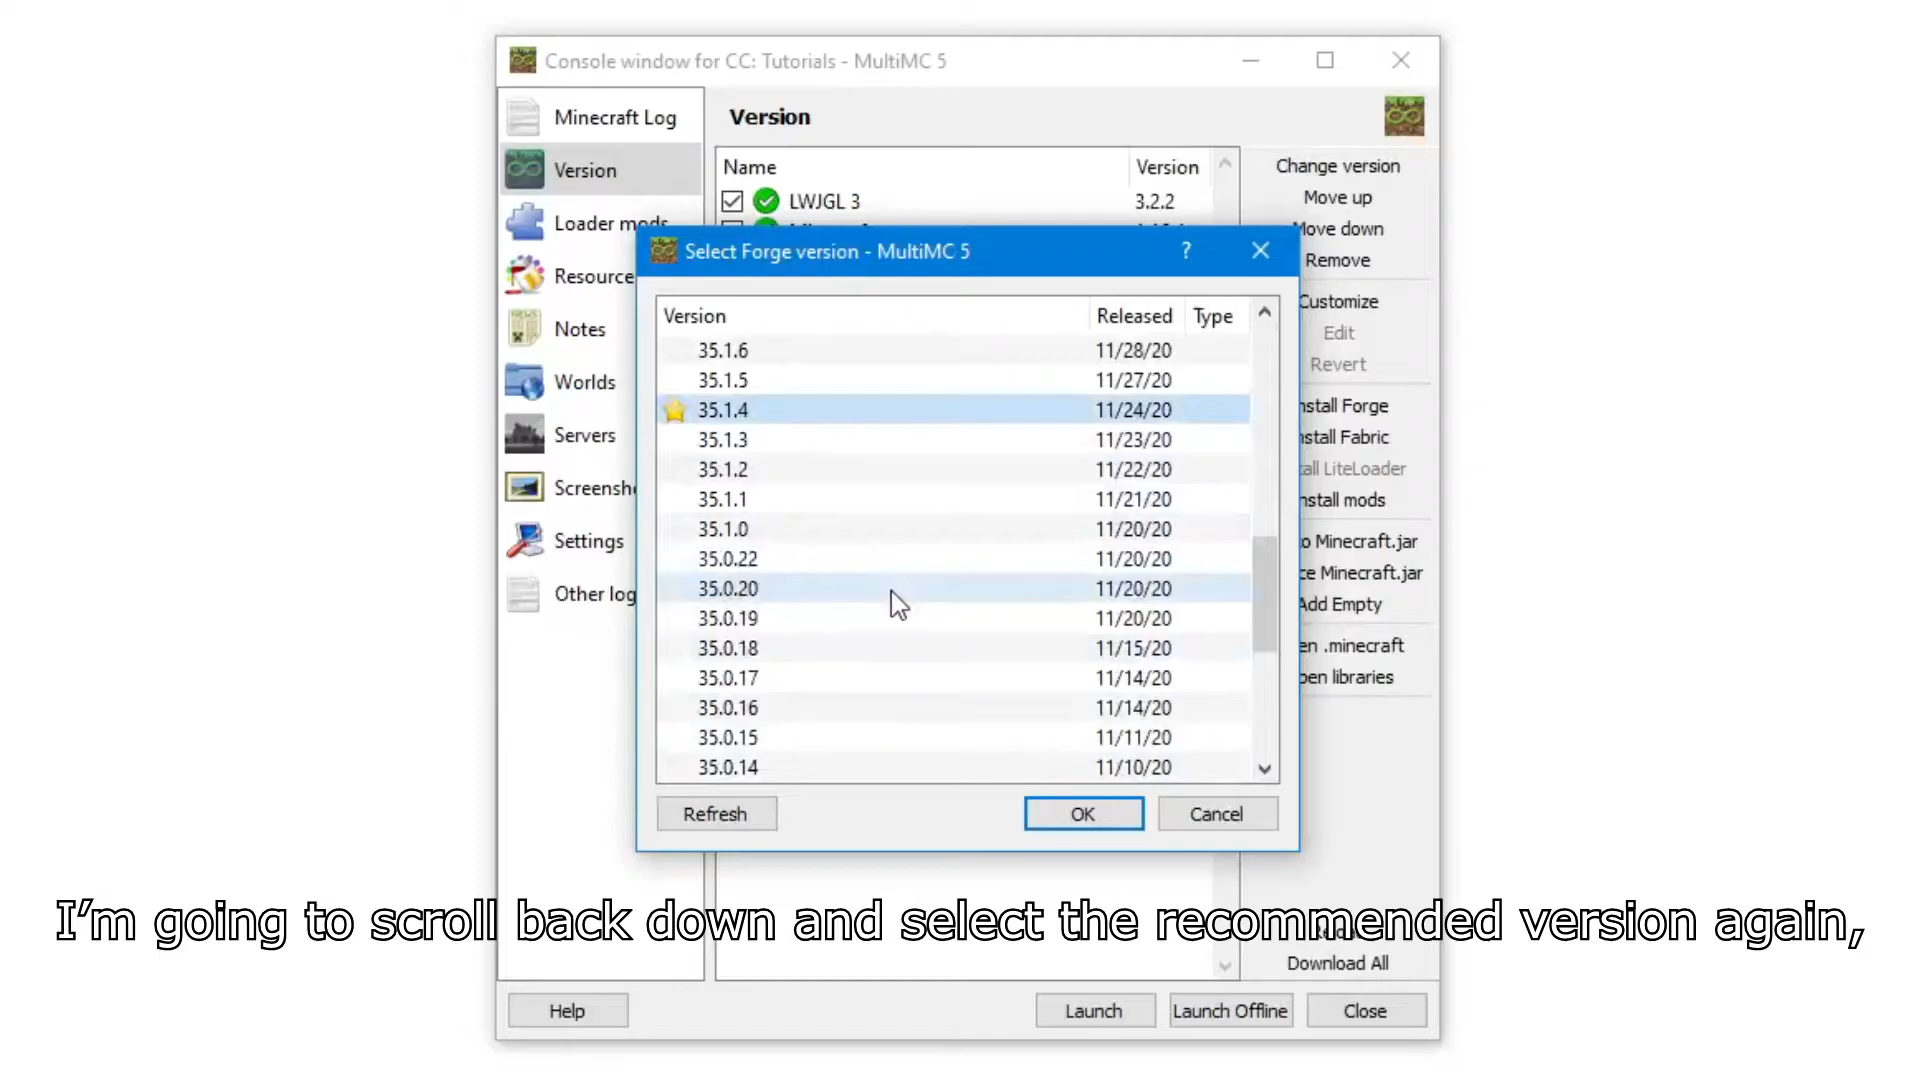 Console window for CC: Tutorials - MultiMC 5
Minecraft Log
Version
Loader mods
Resource
Notes
Worlds
Servers
Screensh
Settings
Other log
Version
Name Version
LWJGL 3 3.2.2
Change version
Move up
Move down
Remove
Customize
Edit
Revert
nstall Forge
nstall Fabric
all LiteLoader
nstall mods
o Minecraft.jar
ce Minecraft.jar
Add Empty
en .minecraft
pen libraries
Select Forge version - MultiMC 5 ?
Version Released Type
35.1.6 11/28/20
35.1.5 11/27/20
35.1.4 11/24/20
35.1.3 11/23/20
35.1.2 11/22/20
35.1.1 11/21/20
35.1.0 11/20/20
35.0.22 11/20/20
35.0.20 11/20/20
35.0.19 11/20/20
35.0.18 11/15/20
35.0.17 11/14/20
35.0.16 11/14/20
35.0.15 11/11/20
35.0.14 11/10/20
Refresh OK Cancel
I'm going to scroll back down and select the recommended version again,
Download All
Help Launch Launch Offline Close